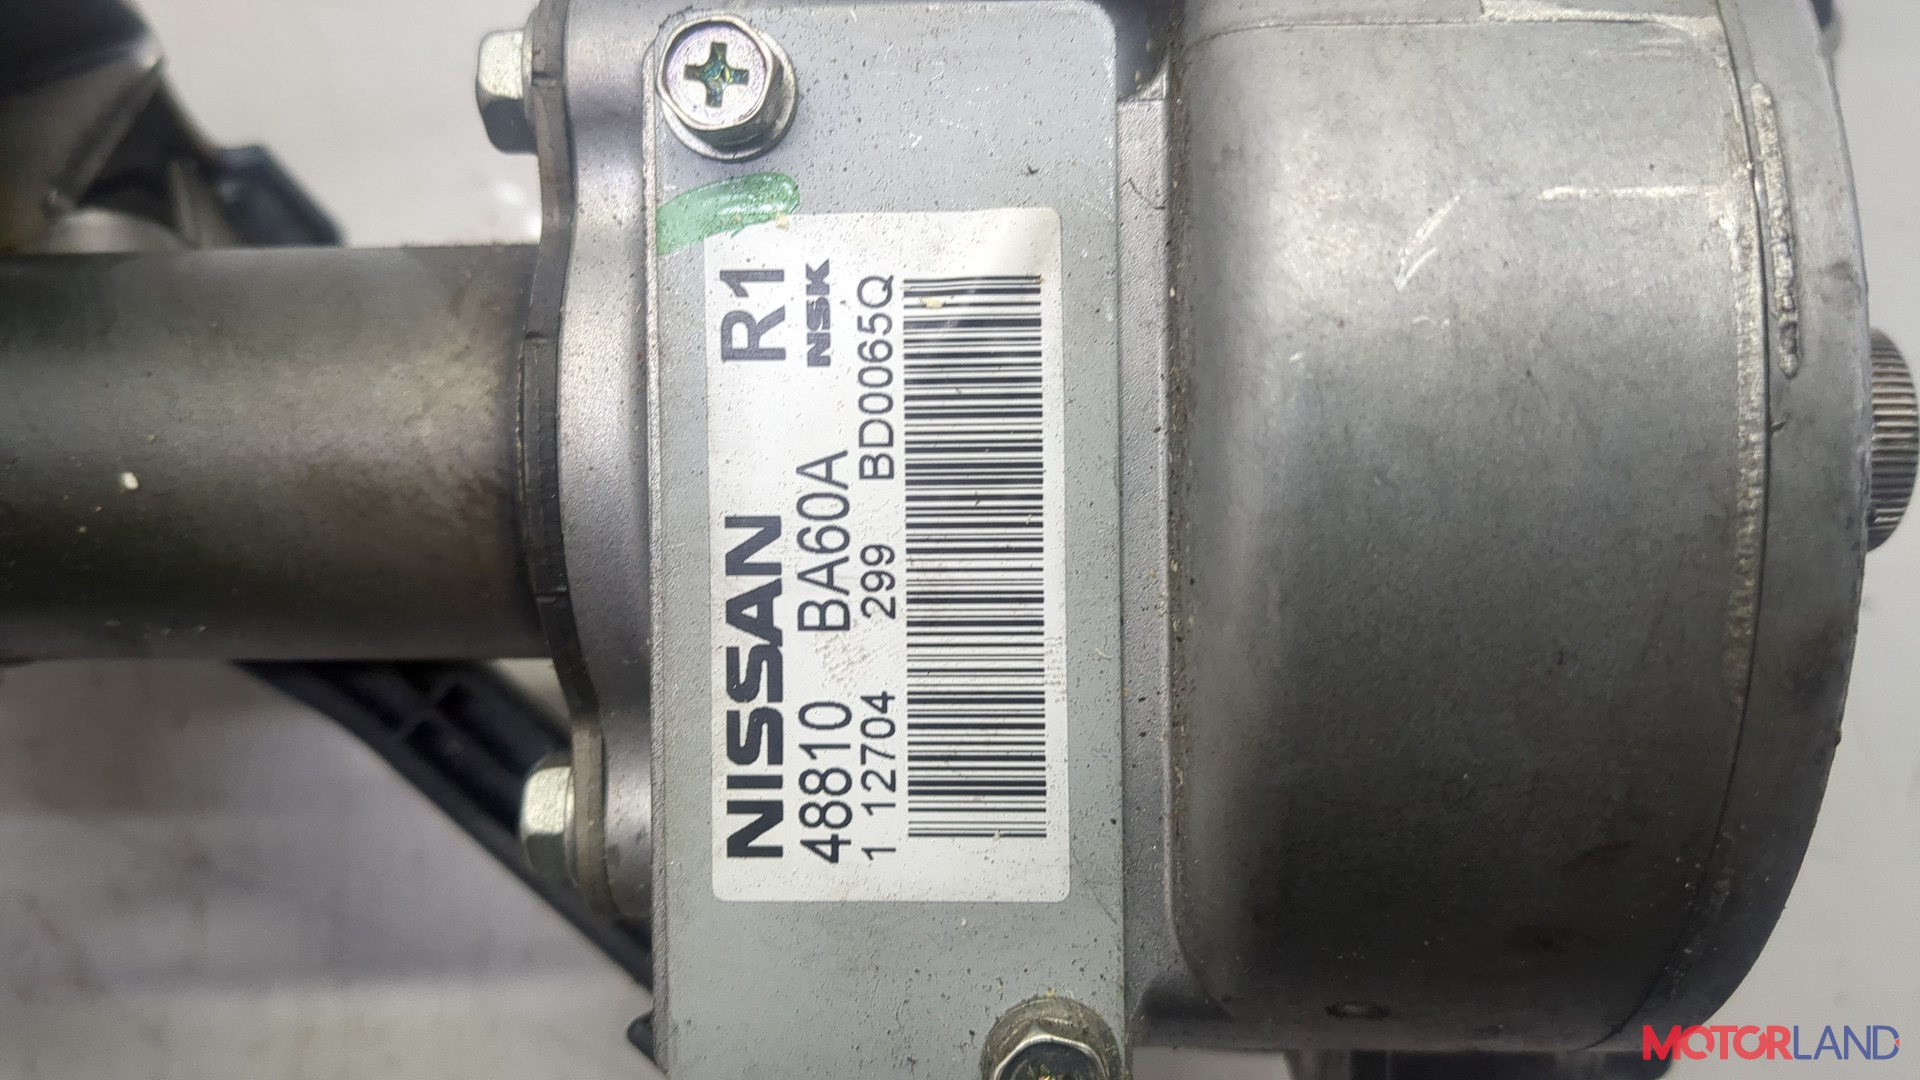 NISSAN R1
48810 BA60A NSK
1 12704 299 BD0065Q
MOTORLAND